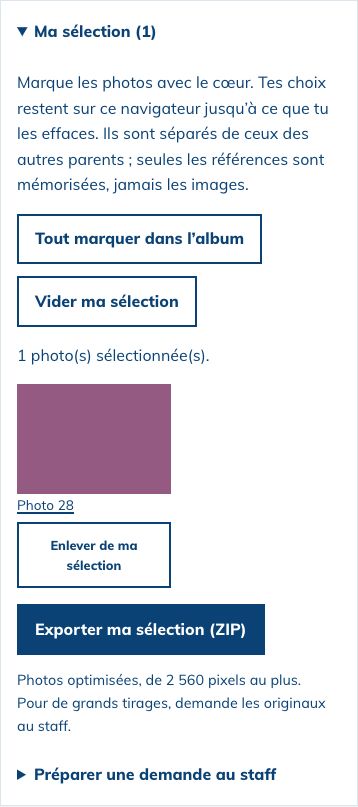 Ma sélection (1)
Marque les photos avec le cœur. Tes choix
restent sur ce navigateur jusqu’à ce que tu
les effaces. Ils sont séparés de ceux des
autres parents ; seules les références sont
mémorisées, jamais les images.
Tout marquer dans l’album
Vider ma sélection
1 photo(s) sélectionnée(s).
Photo 28
Enlever de ma
sélection
Exporter ma sélection (ZIP)
Photos optimisées, de 2 560 pixels au plus.
Pour de grands tirages, demande les originaux
au staff.
Préparer une demande au staff